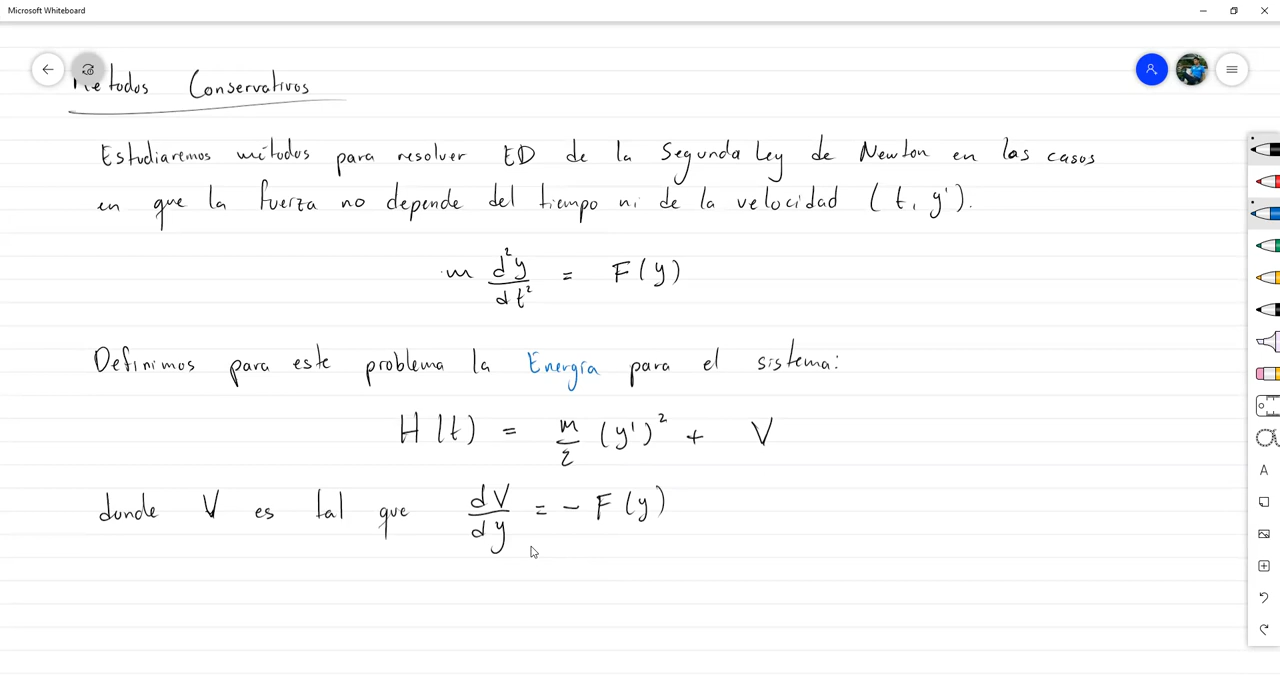 Microsoft Whiteboard
Métodos Conservativos
Estudiaremos métodos para resolver ED de la Segunda Ley de Newton en los casos
en que la fuerza no depende del tiempo ni de la velocidad (t, y').
m d²y/dt² = F(y)
Definimos para este problema la Energía para el sistema:
H(t) = m/2 (y')² + V
donde V es tal que dV/dy = - F(y)
A